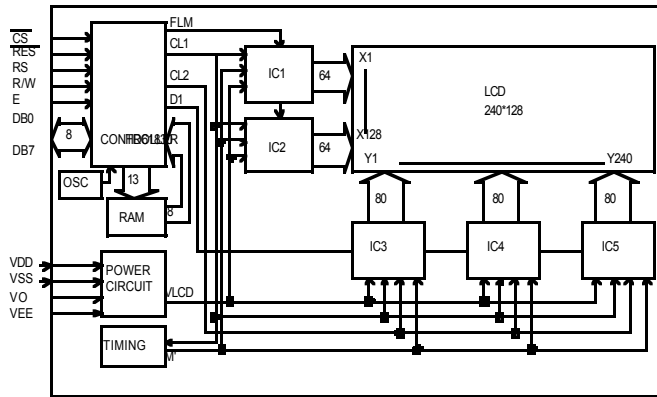 FLM
CS
RES
CL1
RS
R/W
CL2
E
D1
DB0
8
DB7
CONTROLLER
HD61830
OSC
13
RAM
8
IC1
64
X1
LCD
240*128
IC2
64
X128
Y1
Y240
80
80
80
IC3
IC4
IC5
VDD
VSS
VO
VEE
POWER
CIRCUIT
VLCD
TIMING
M'